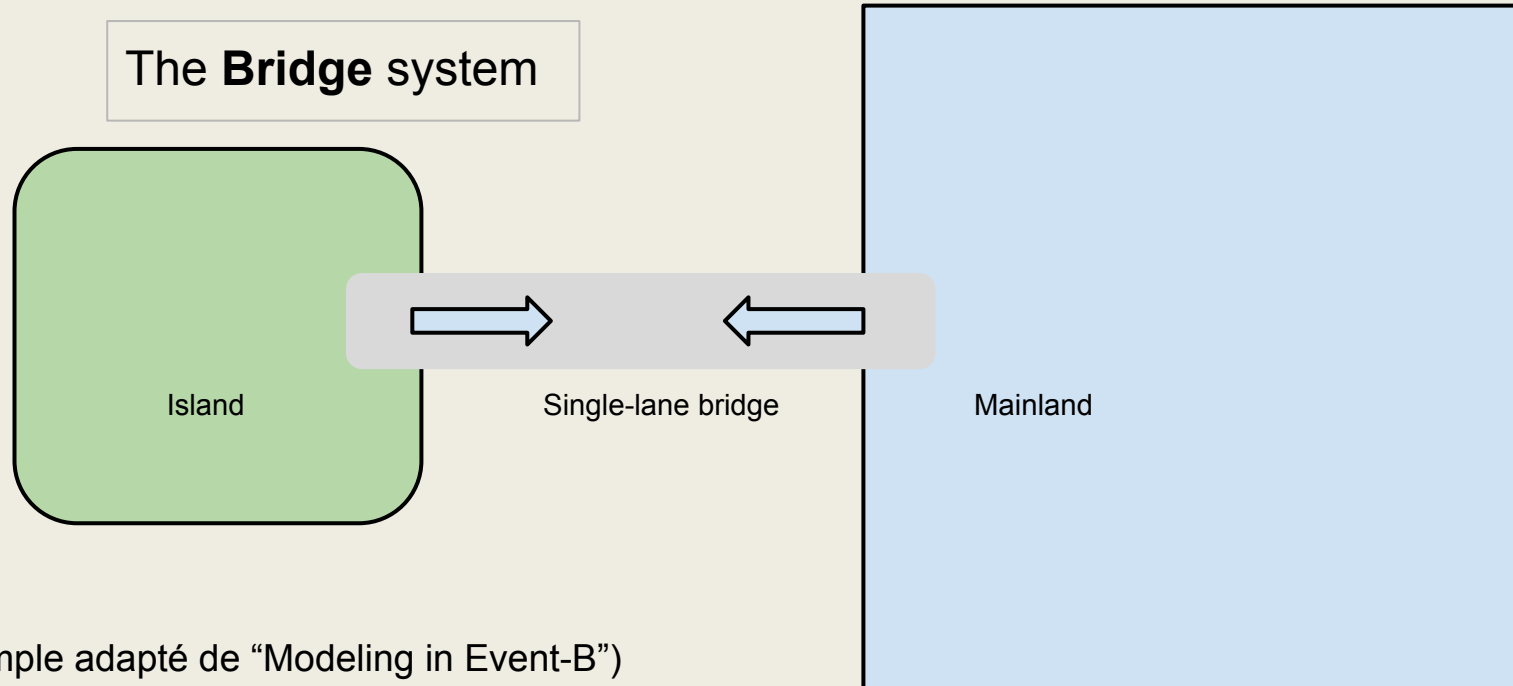 The Bridge system
Island
Single-lane bridge
Mainland
mple adapté de “Modeling in Event-B”)